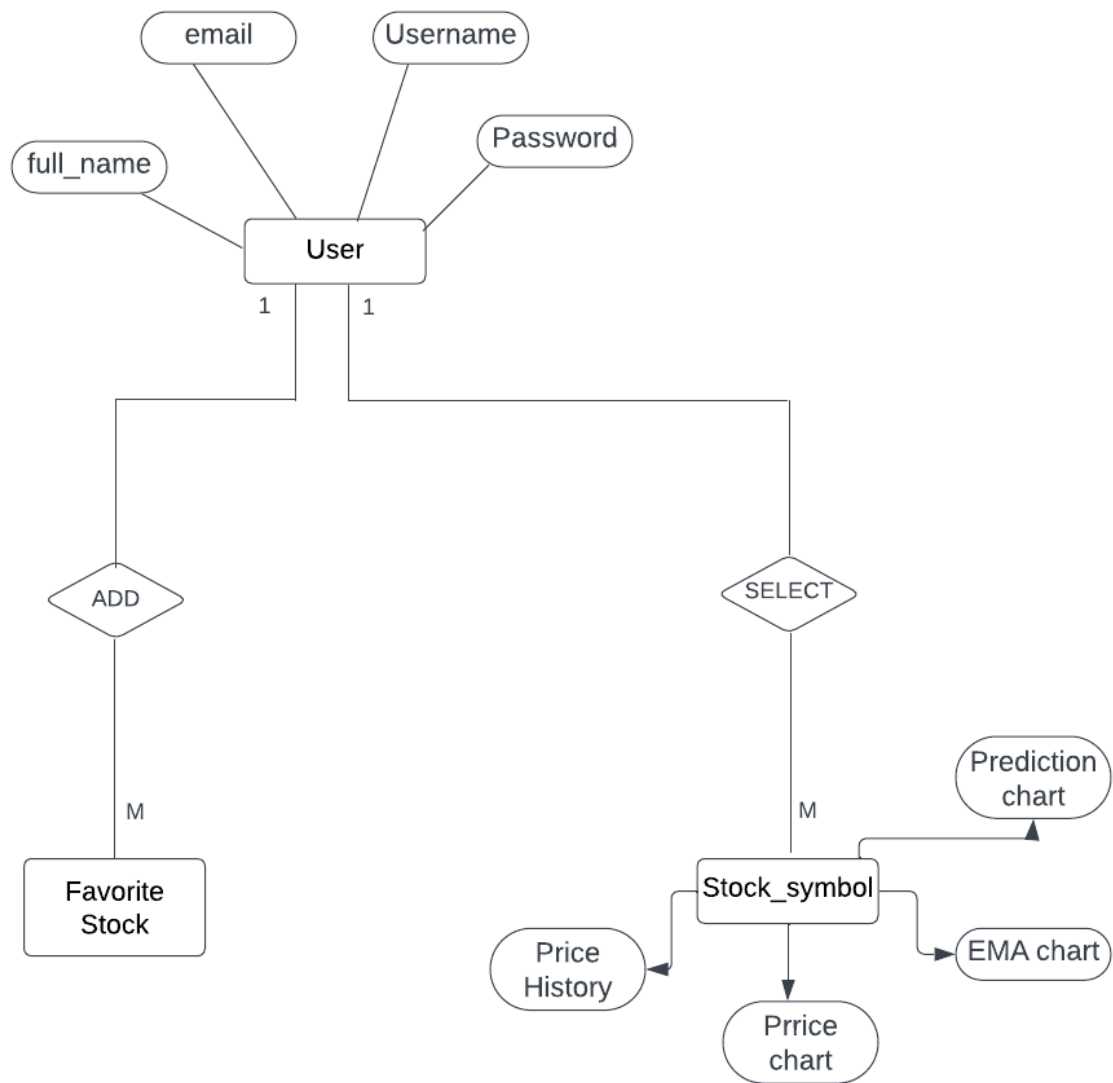 email
Username
Password
full_name
User
1
1
ADD
SELECT
M
M
Prediction
chart
Favorite
Stock
Stock_symbol
Price
History
EMA chart
Prrice
chart